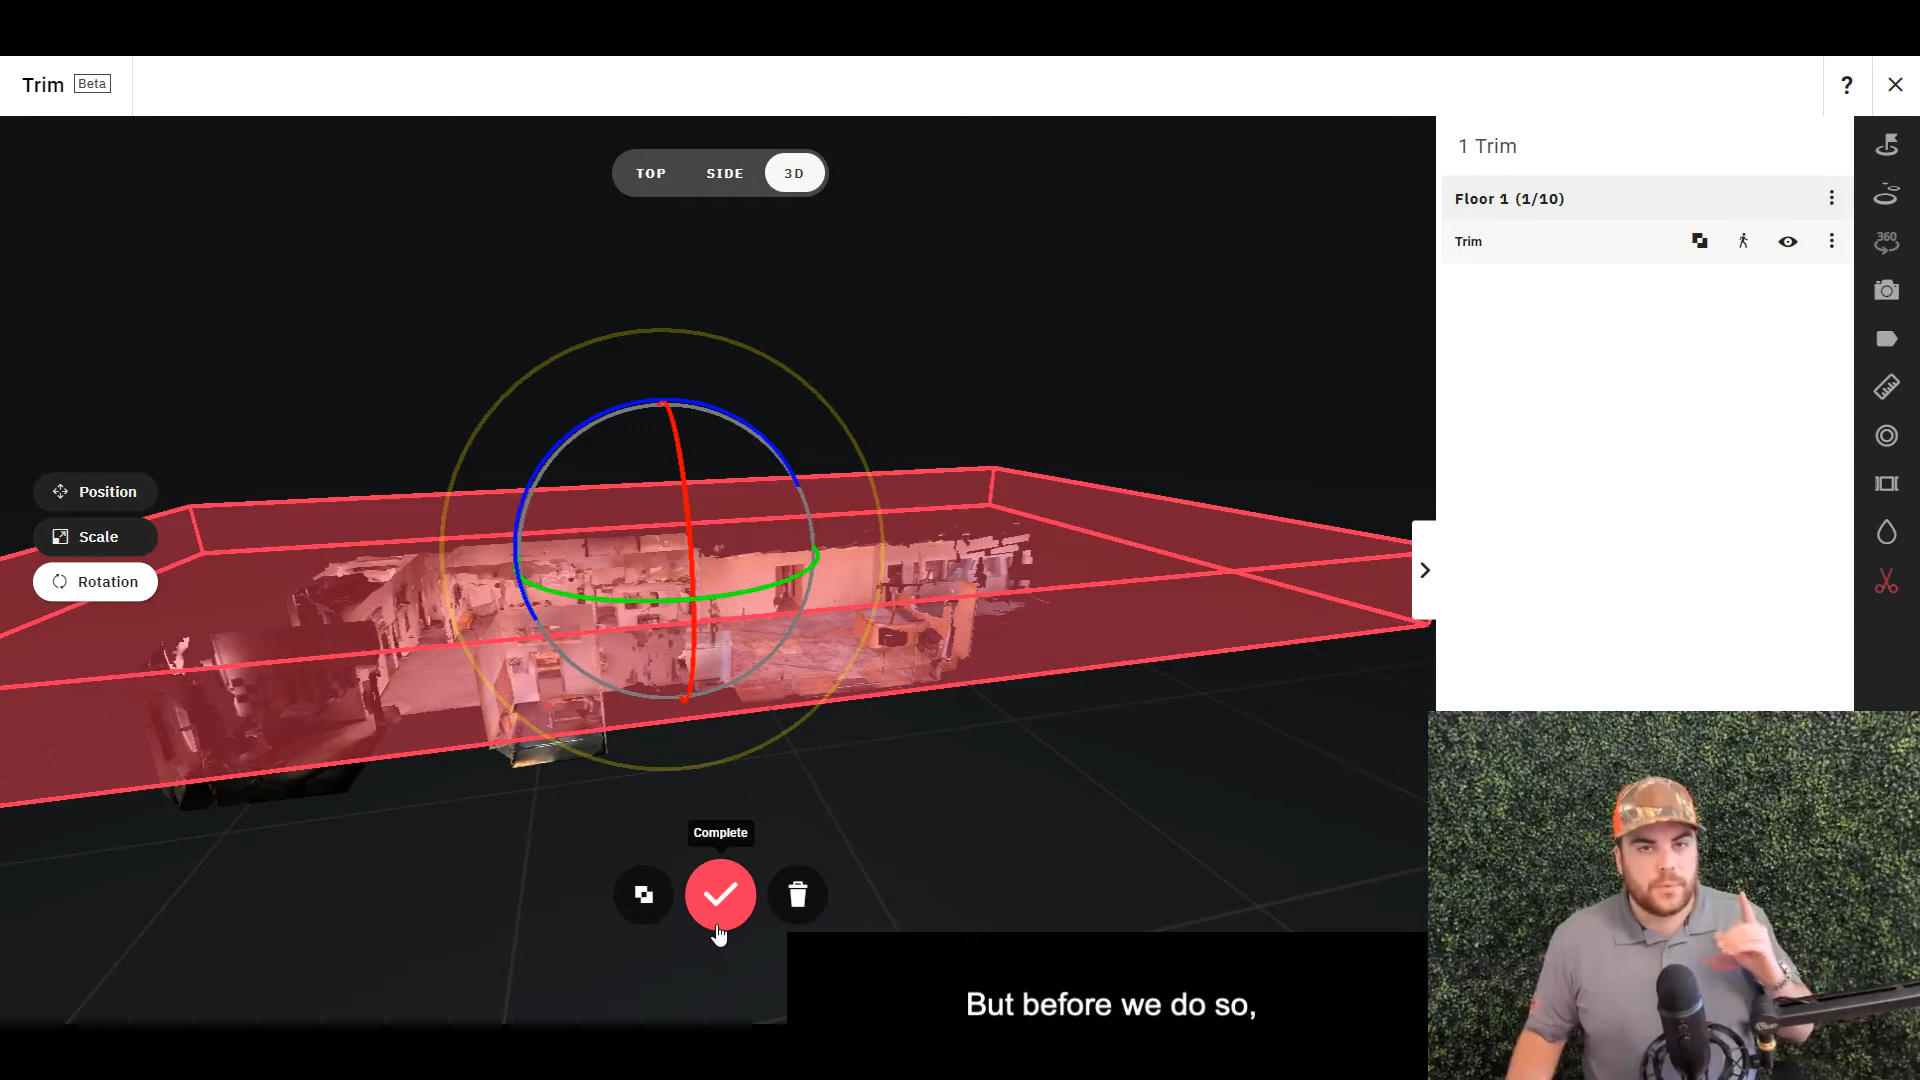 Trim Beta
?
TOP SIDE 3D
1 Trim
Floor 1 (1/10)
Trim
360
Position
Scale
Rotation
Complete
But before we do so,